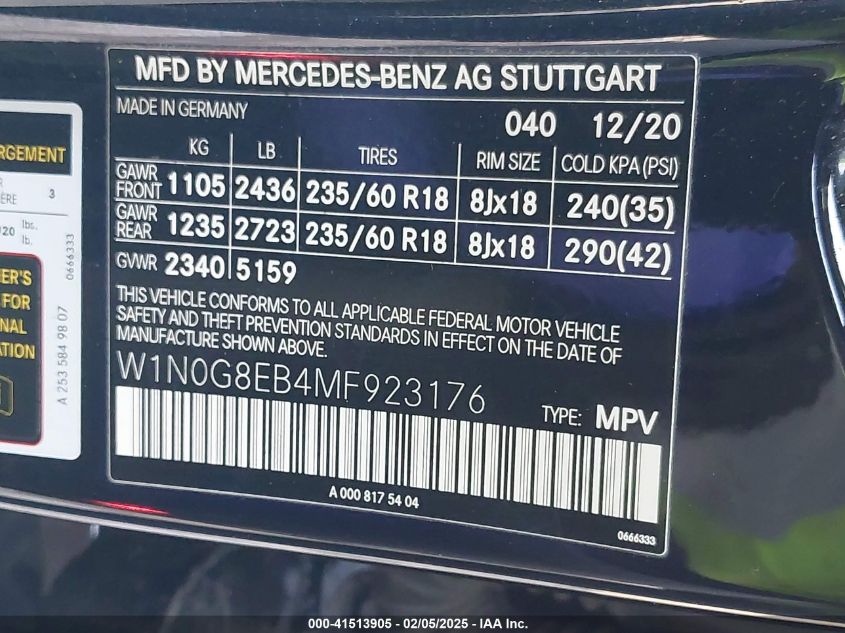 MFD BY MERCEDES-BENZ AG STUTTGART
MADE IN GERMANY
040 12/20
KG LB TIRES RIM SIZE COLD KPA (PSI)
GAWR FRONT 1105 2436 235/60 R18 8Jx18 240(35)
GAWR REAR 1235 2723 235/60 R18 8Jx18 290(42)
GVWR 2340 5159
THIS VEHICLE CONFORMS TO ALL APPLICABLE FEDERAL MOTOR VEHICLE
SAFETY AND THEFT PREVENTION STANDARDS IN EFFECT ON THE DATE OF
MANUFACTURE SHOWN ABOVE.
W1N0G8EB4MF923176
TYPE: MPV
A 000 817 54 04
0666333
3
lbs.
lb.
0666333
A 253 584 98 07
FOR
000-41513905 - 02/05/2025 - IAA Inc.